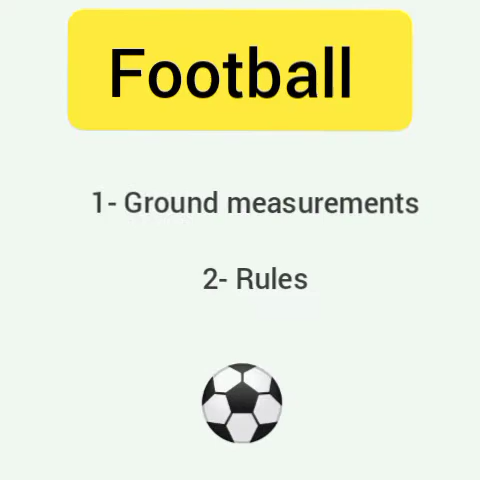 Football
1- Ground measurements
2- Rules